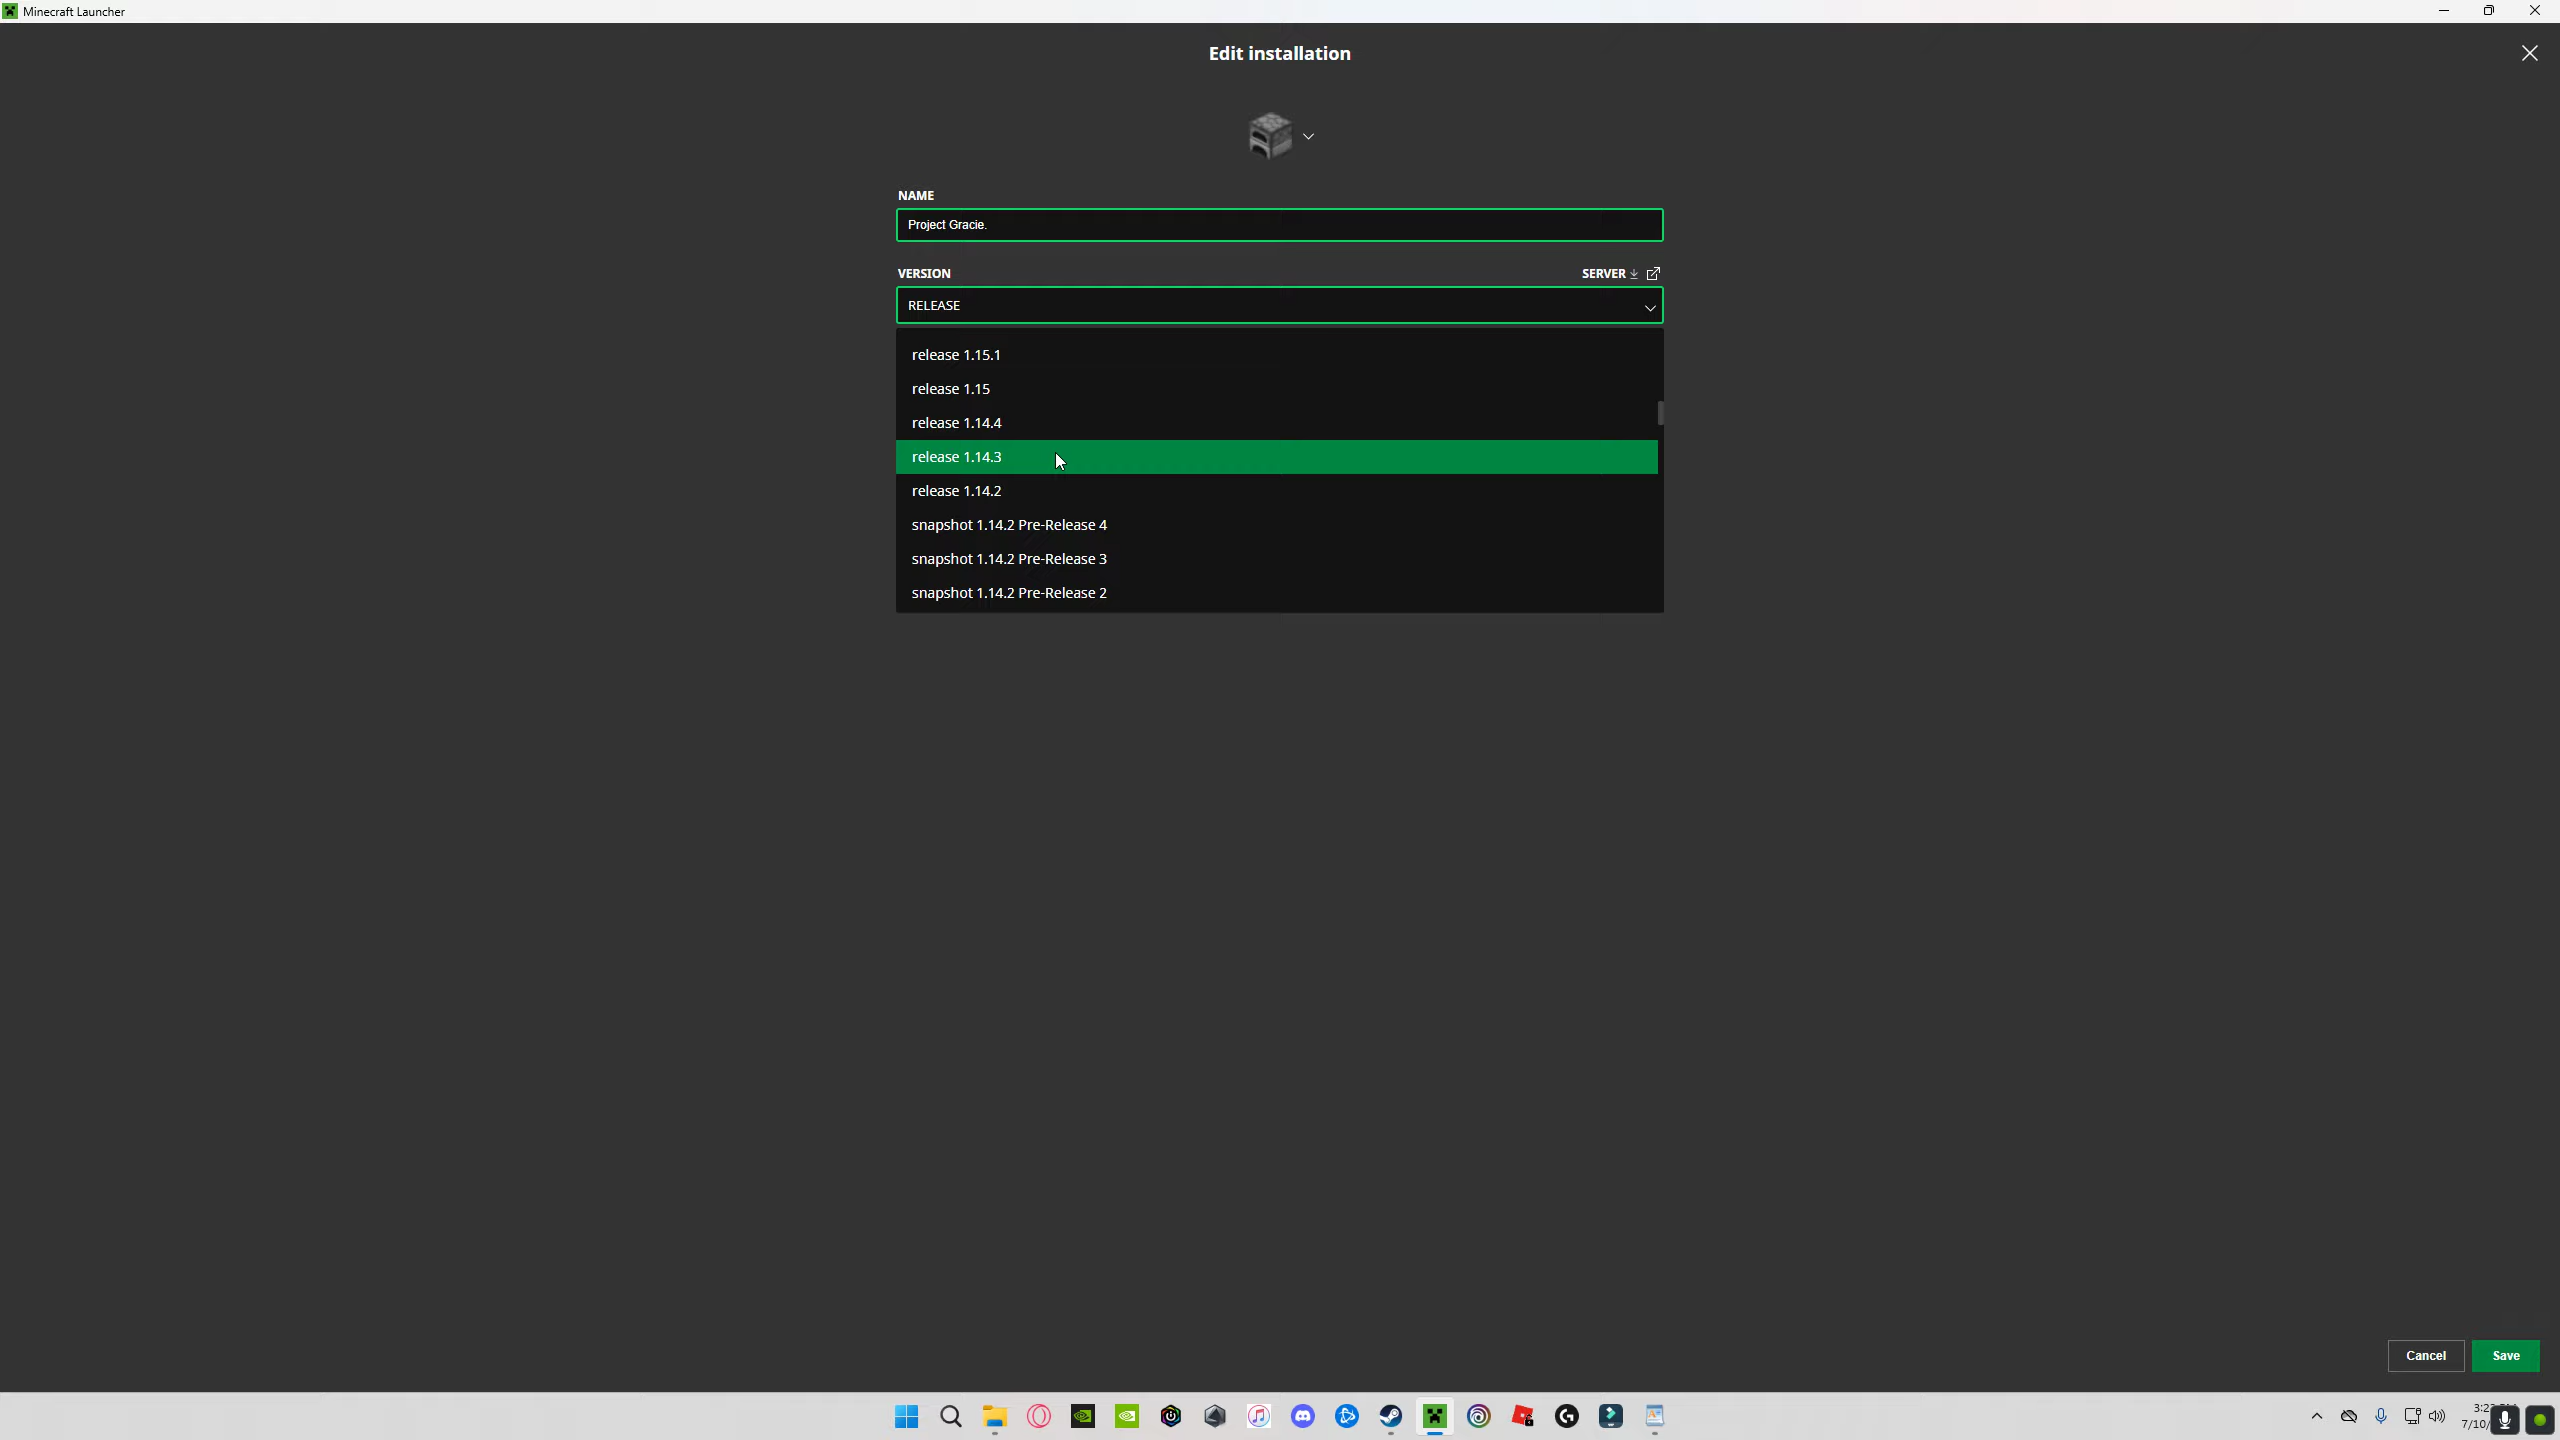 Minecraft Launcher
Edit installation
NAME
Project Gracie.
VERSION
SERVER
RELEASE
release 1.15.1
release 1.15
release 1.14.4
release 1.14.3
release 1.14.2
snapshot 1.14.2 Pre-Release 4
snapshot 1.14.2 Pre-Release 3
snapshot 1.14.2 Pre-Release 2
Cancel
Save
7/10/